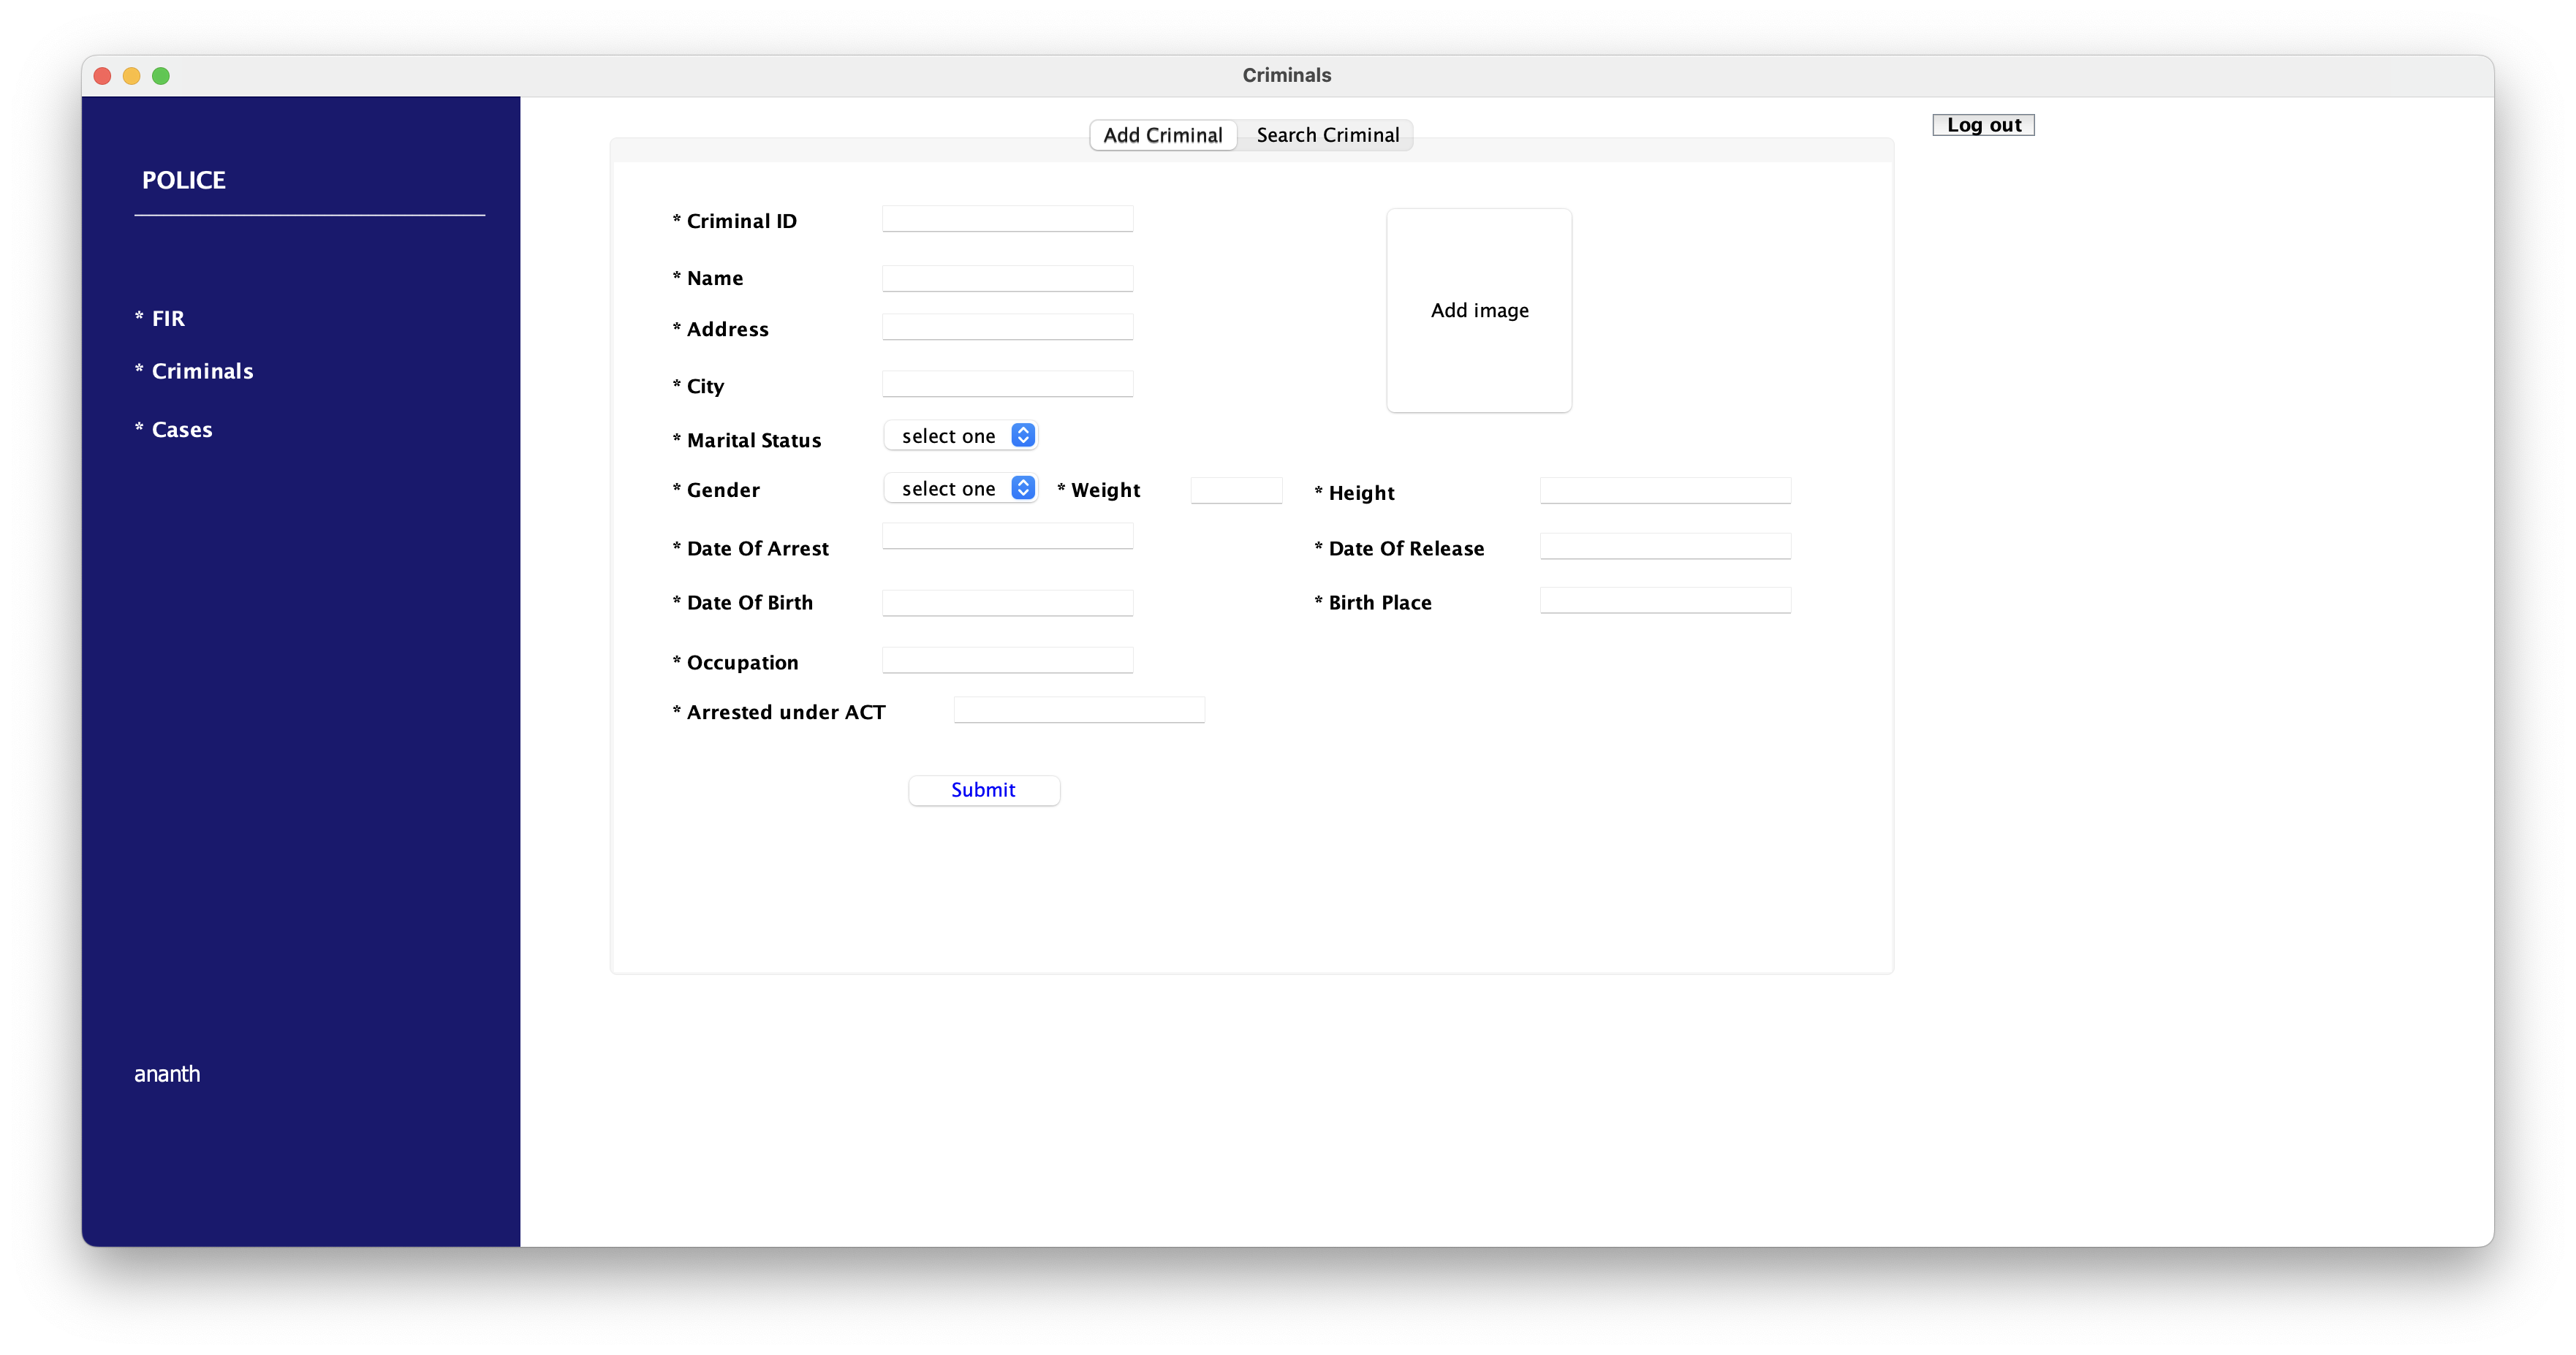 Criminals
POLICE
* FIR
* Criminals
* Cases
ananth
Add Criminal Search Criminal
Log out
* Criminal ID
* Name
* Address
* City
* Marital Status select one
Add image
* Gender select one * Weight * Height
* Date Of Arrest * Date Of Release
* Date Of Birth * Birth Place
* Occupation
* Arrested under ACT
Submit